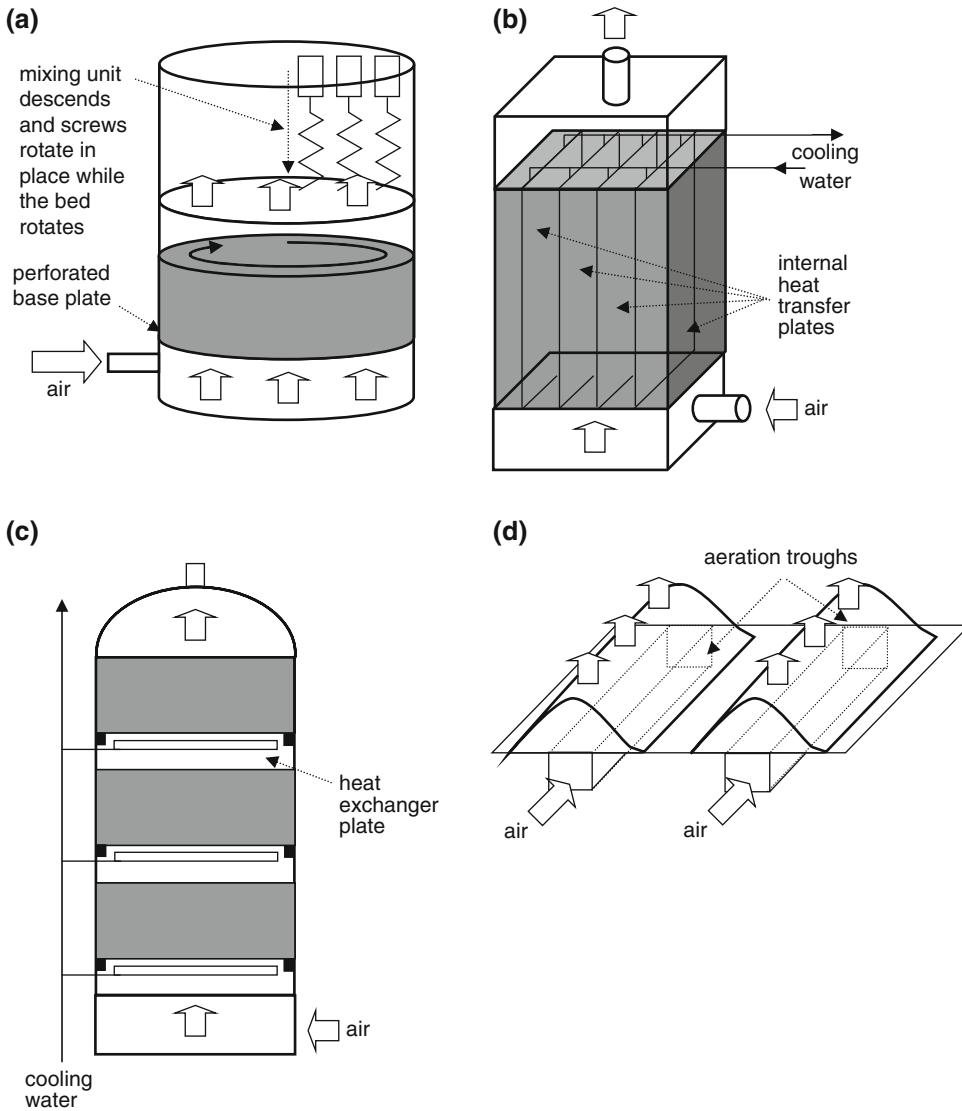 (a)
mixing unit
descends
and screws
rotate in
place while
the bed
rotates
perforated
base plate
air
(b)
cooling
water
internal
heat
transfer
plates
air
(c)
heat
exchanger
plate
air
cooling
water
(d)
aeration troughs
air
air